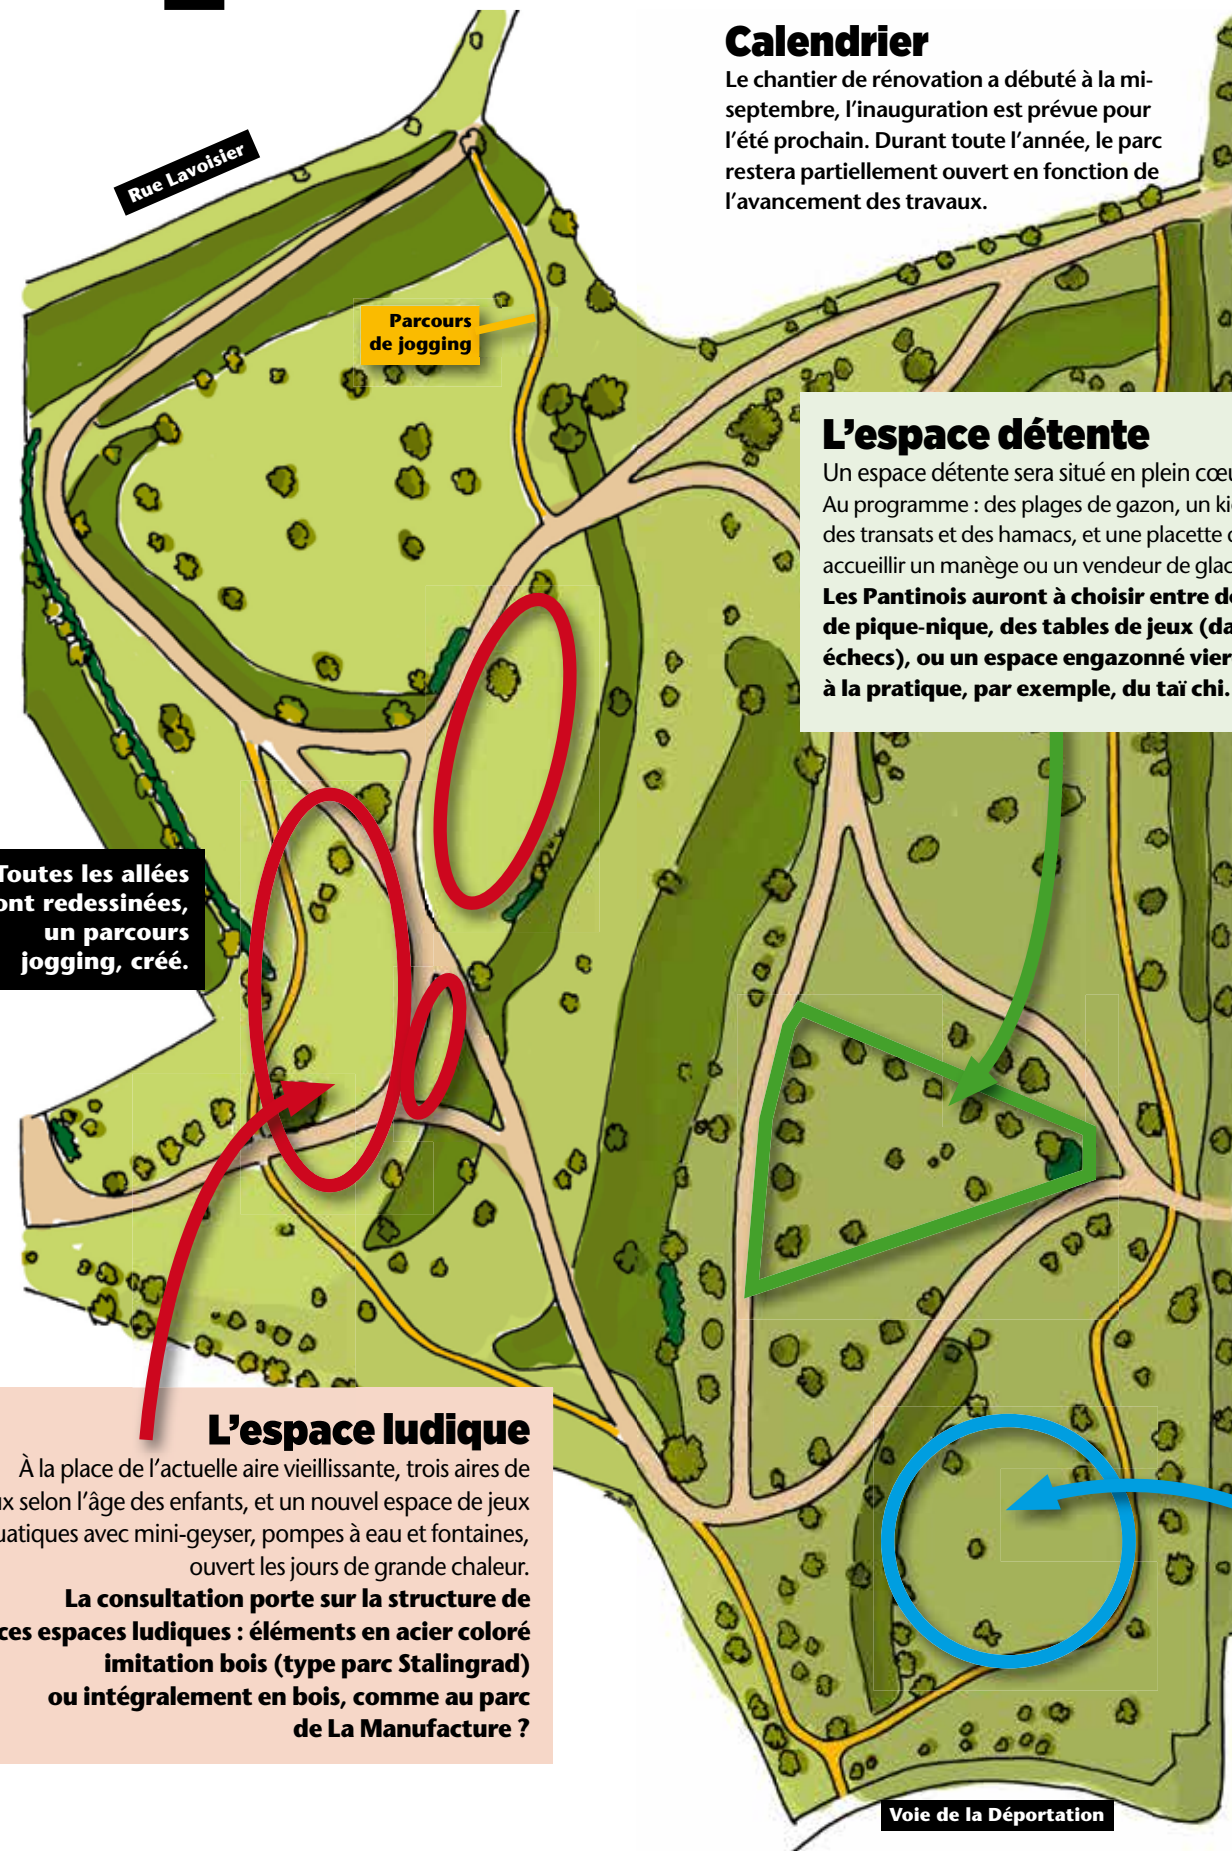 Calendrier
Le chantier de rénovation a débuté à la mi-
septembre, l'inauguration est prévue pour
l'été prochain. Durant toute l'année, le parc
restera partiellement ouvert en fonction de
l'avancement des travaux.
Rue Lavoisier
Parcours
de jogging
L'espace détente
Un espace détente sera situé en plein
Au programme : des plages de gazon, un
des transats et des hamacs, et une placette
accueillir un manège ou un vendeur de
Les Pantinois auront à choisir entre
de pique-nique, des tables de jeux
échecs), ou un espace engazonné
à la pratique, par exemple, du taï chi.
Toutes les allées
redessinées,
un parcours
jogging, créé.
L'espace ludique
À la place de l'actuelle aire vieillissante, trois aires de
selon l'âge des enfants, et un nouvel espace de jeux
avec mini-geyser, pompes à eau et fontaines,
ouvert les jours de grande chaleur.
La consultation porte sur la structure de
ces espaces ludiques : éléments en acier coloré
imitation bois (type parc Stalingrad)
ou intégralement en bois, comme au parc
de La Manufacture ?
Voie de la Déportation